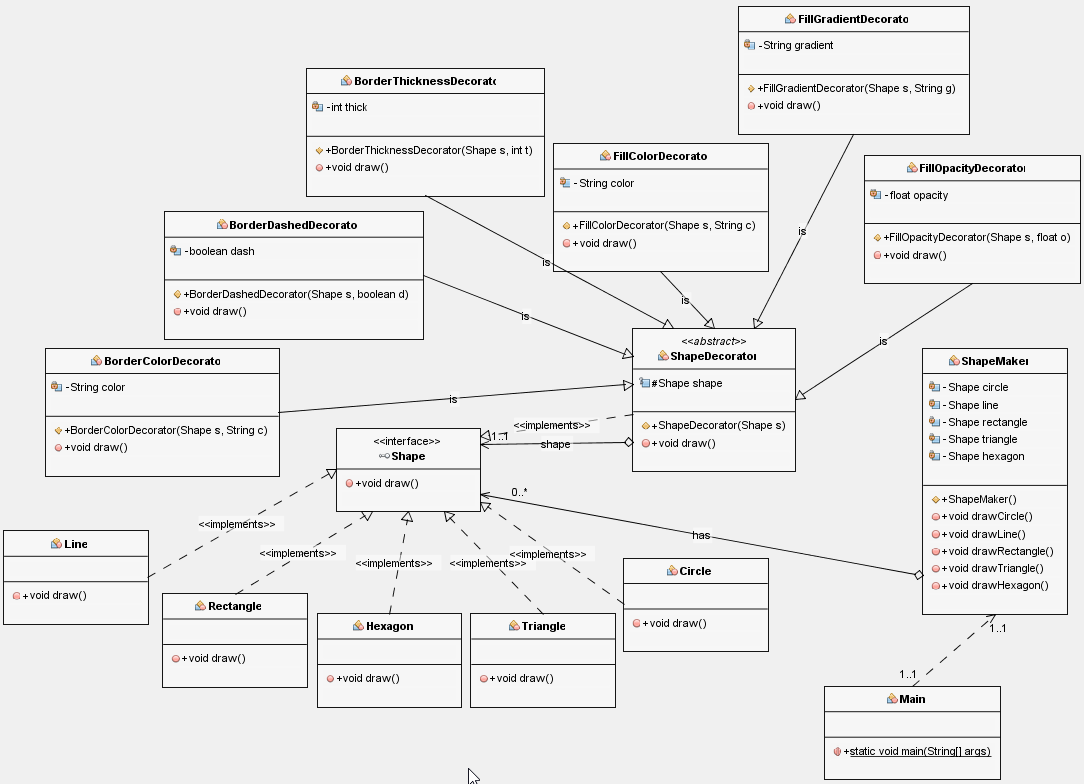 FillGradientDecorato
-String gradient
+FillGradientDecorator(Shape s, String g)
+void draw()
BorderThicknessDecorato
-int thick
+BorderThicknessDecorator(Shape s, int t)
+void draw()
FillColorDecorato
- String color
+FillColorDecorator(Shape s, String c)
+void draw()
FillOpacityDecorator
-float opacity
+FillOpacityDecorator(Shape s, float o)
+void draw()
BorderDashedDecorato
-boolean dash
+BorderDashedDecorator(Shape s, boolean d)
+void draw()
is
is
is
is
is
is
BorderColorDecorato
-String color
+BorderColorDecorator(Shape s, String c)
+void draw()
<<abstract>>
ShapeDecorator
#Shape shape
+ShapeDecorator(Shape s)
+void draw()
ShapeMaker
- Shape circle
- Shape line
- Shape rectangle
- Shape triangle
- Shape hexagon
+ShapeMaker()
+void drawCircle()
+void drawLine()
+void drawRectangle()
+void drawTriangle()
+void drawHexagon()
<<implements>>
1..1
shape
<<interface>>
Shape
+void draw()
0..*
has
<<implements>>
<<implements>>
<<implements>>
<<implements>>
<<implements>>
Line
+void draw()
Rectangle
+void draw()
Hexagon
+void draw()
Triangle
+void draw()
Circle
+void draw()
1..1
1..1
Main
+static void main(String[] args)